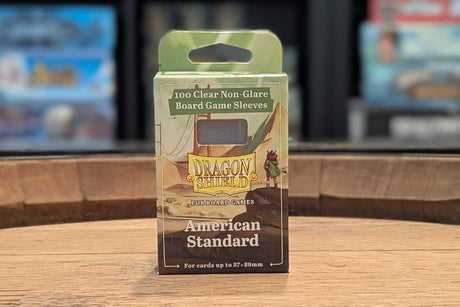 100 Clear Non-Glare
Board Game Sleeves
DRAGON
SHIELD
FOR BOARD GAMES
American
Standard
For cards up to 57×89mm